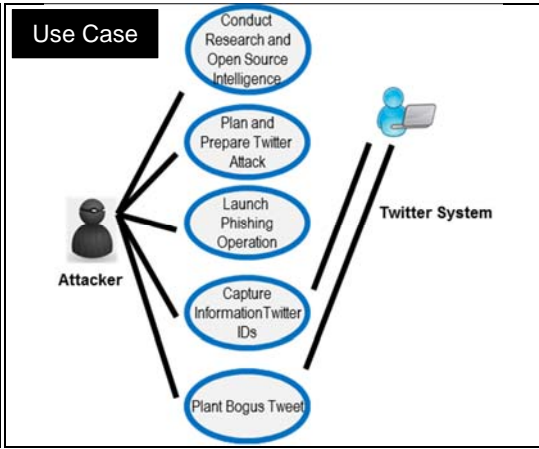 Use Case
Conduct
Research and
Open Source
Intelligence
Plan and
Prepare Twitter
Attack
Launch
Phishing
Operation
Capture
InformationTwitter
IDs
Plant Bogus Tweet
Attacker
Twitter System